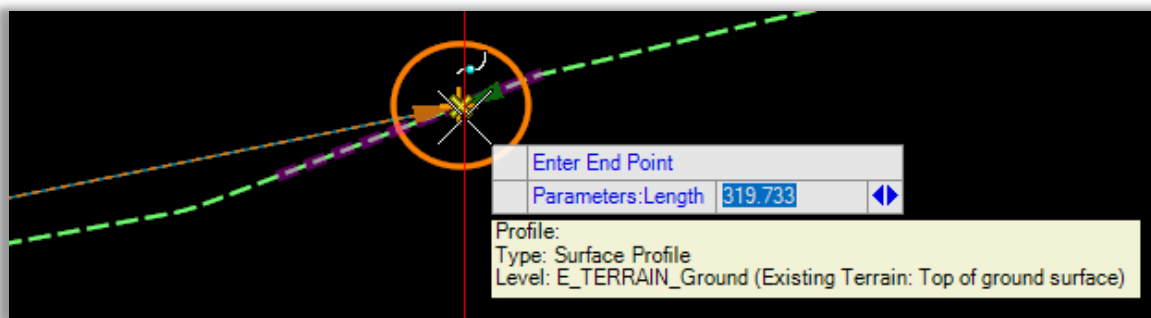 Enter End Point
Parameters:Length 319.733
Profile:
Type: Surface Profile
Level: E_TERRAIN_Ground (Existing Terrain: Top of ground surface)